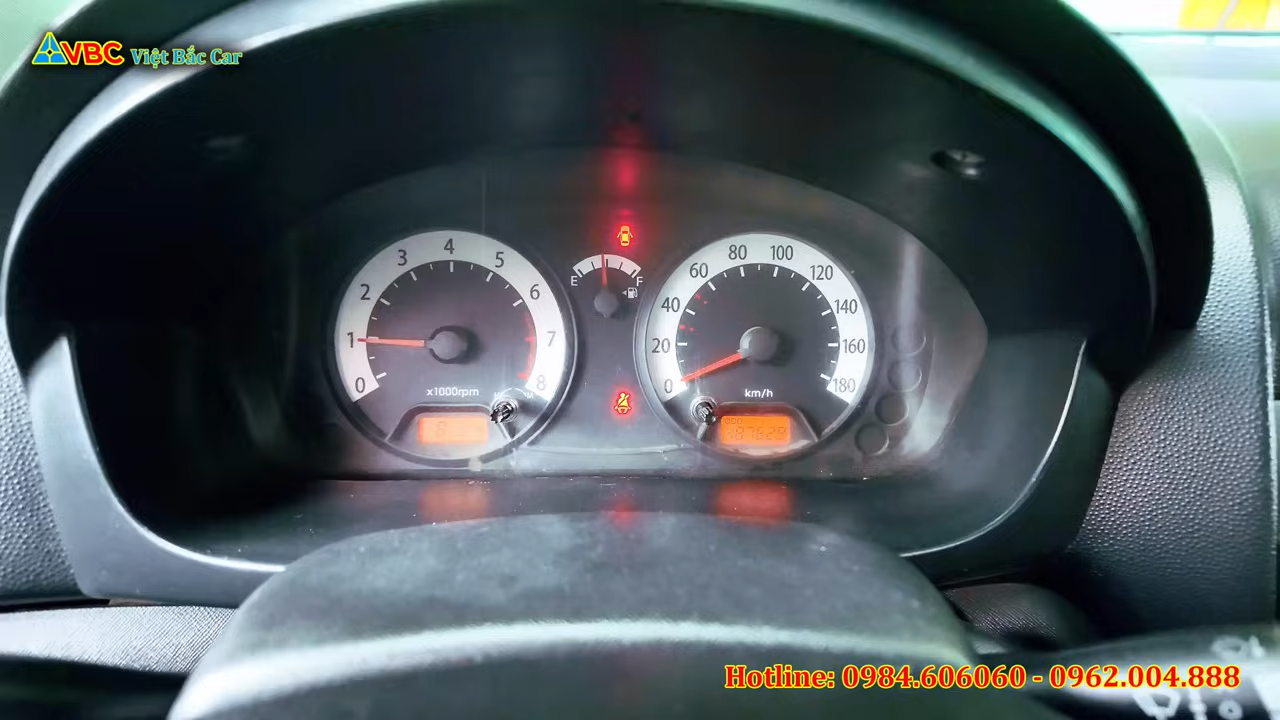 VBC Việt Bắc Car
0 1 2 3 4 5 6 7 8
x1000rpm
E F
0 20 40 60 80 100 120 140 160 180
km/h
ODO
Hotline: 0984.606060 - 0962.004.888